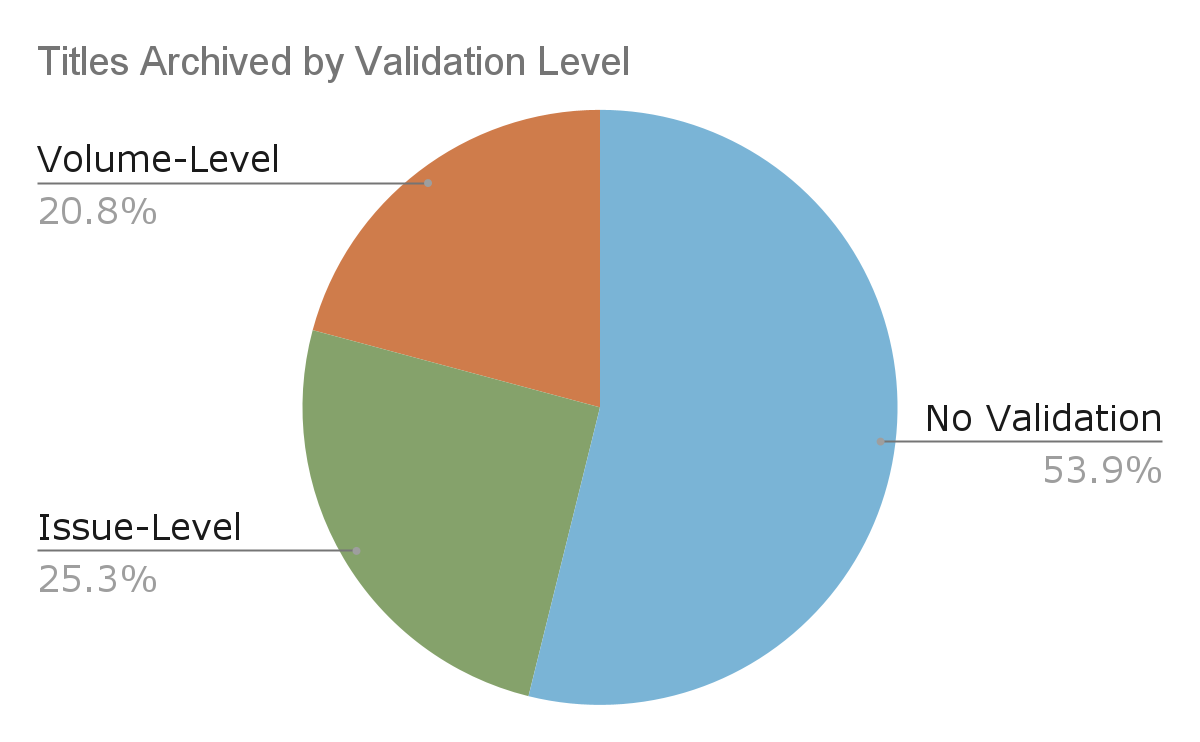 Titles Archived by Validation Level
Volume-Level
20.8%
No Validation
53.9%
Issue-Level
25.3%